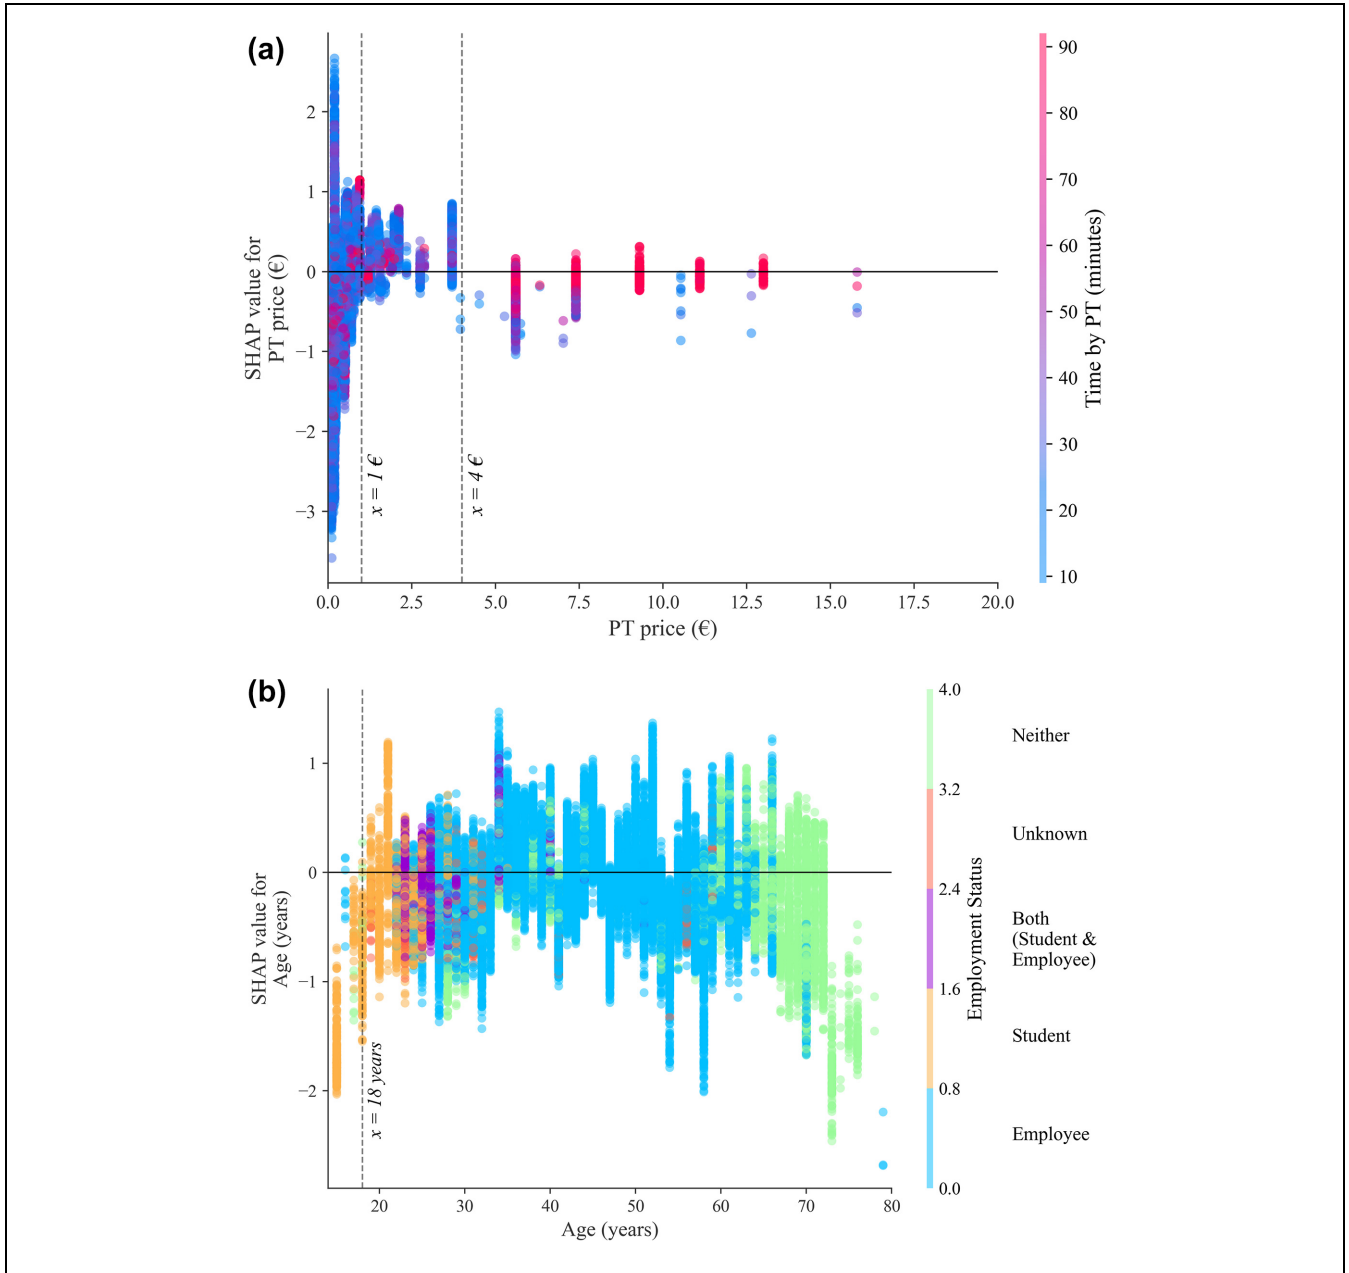 (a)
SHAP value for
PT price (€)
2
1
0
−1
−2
−3
x = 1 €
x = 4 €
0.0 2.5 5.0 7.5 10.0 12.5 15.0 17.5 20.0
PT price (€)
90
80
70
60
50
40
30
20
10
Time by PT (minutes)
(b)
SHAP value for
Age (years)
1
0
−1
−2
x = 18 years
20 30 40 50 60 70 80
Age (years)
4.0
3.2
2.4
1.6
0.8
0.0
Employment Status
Neither
Unknown
Both
(Student &
Employee)
Student
Employee